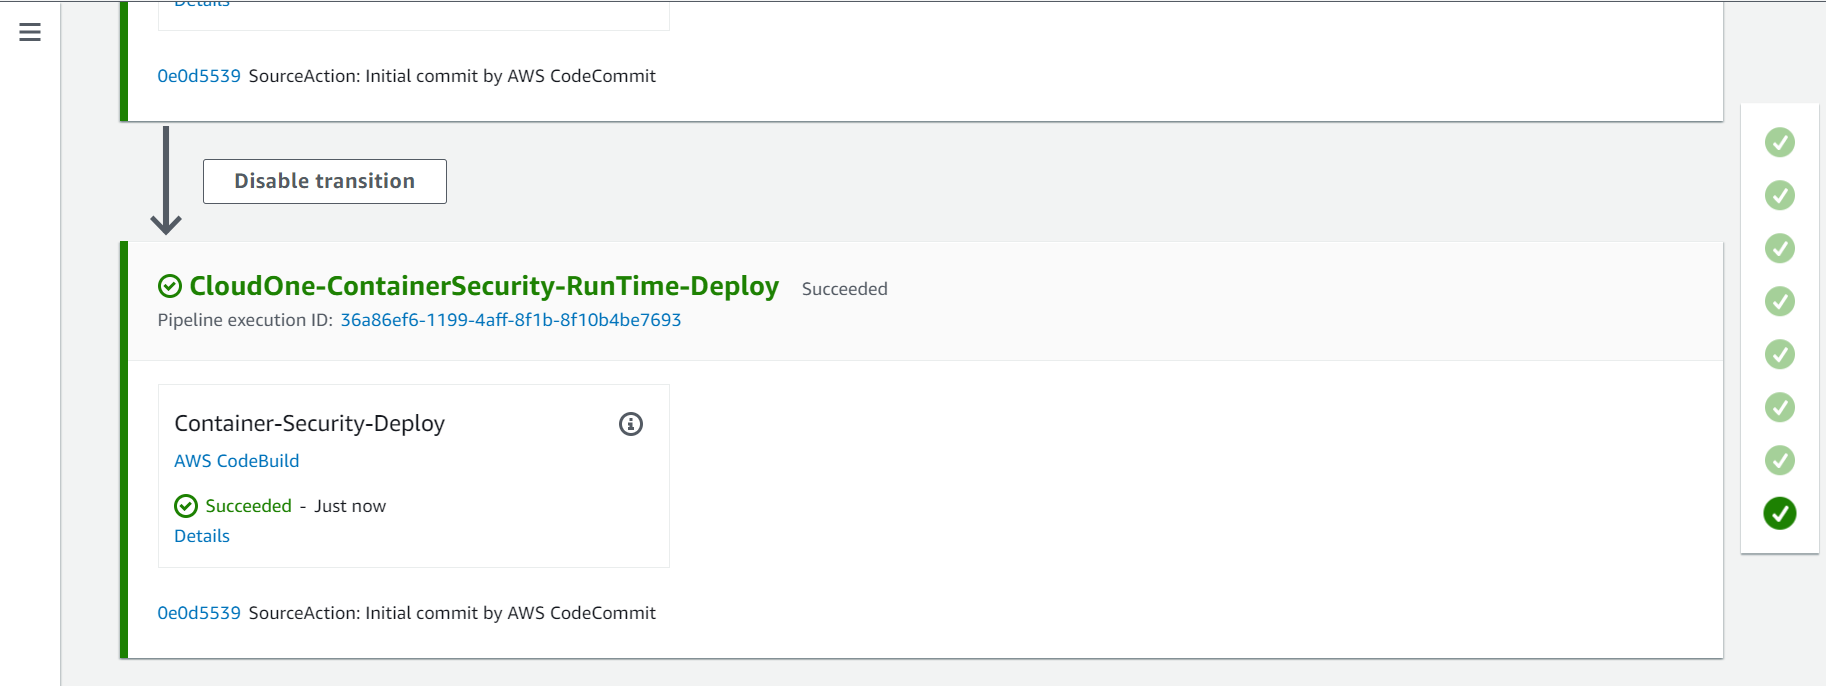 Details
0e0d5539 SourceAction: Initial commit by AWS CodeCommit
Disable transition
CloudOne-ContainerSecurity-RunTime-Deploy Succeeded
Pipeline execution ID: 36a86ef6-1199-4aff-8f1b-8f10b4be7693
Container-Security-Deploy
AWS CodeBuild
Succeeded - Just now
Details
0e0d5539 SourceAction: Initial commit by AWS CodeCommit